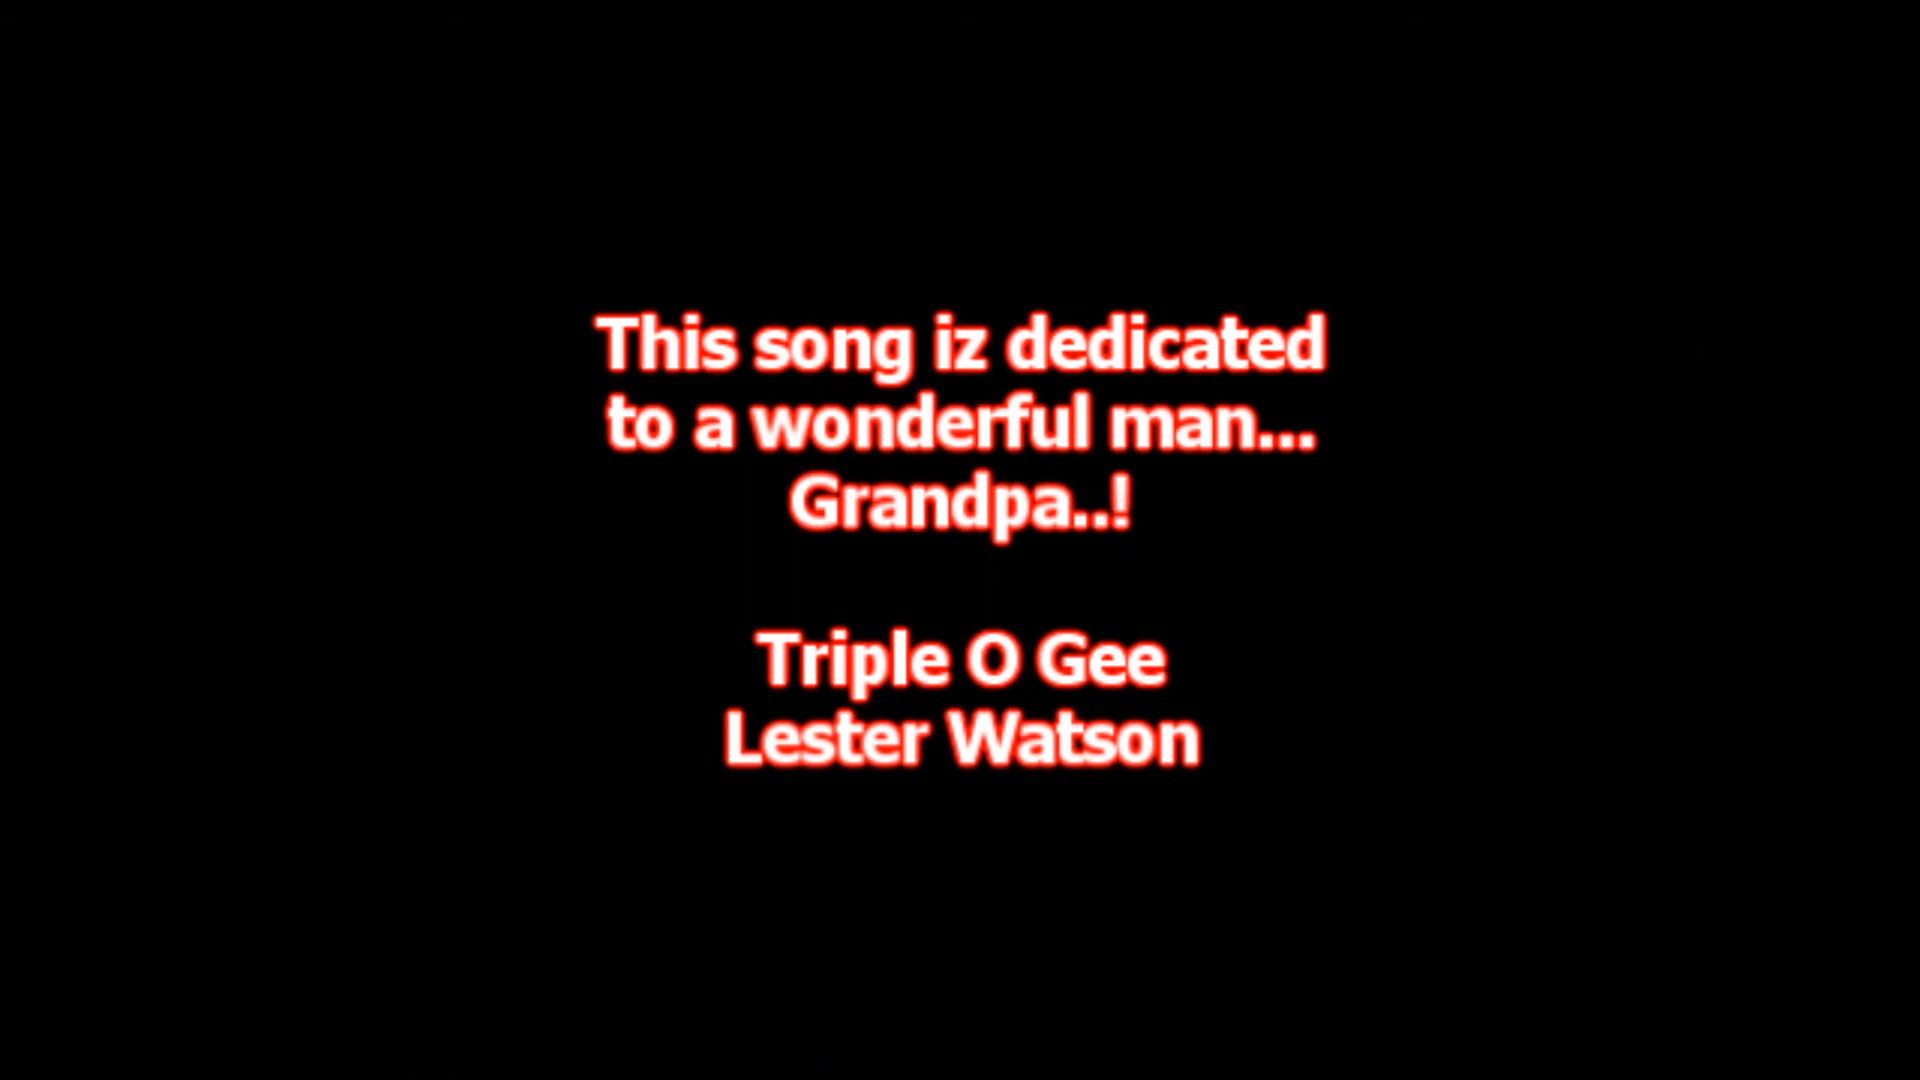 This song iz dedicated
to a wonderful man...
Grandpa..!
Triple O Gee
Lester Watson